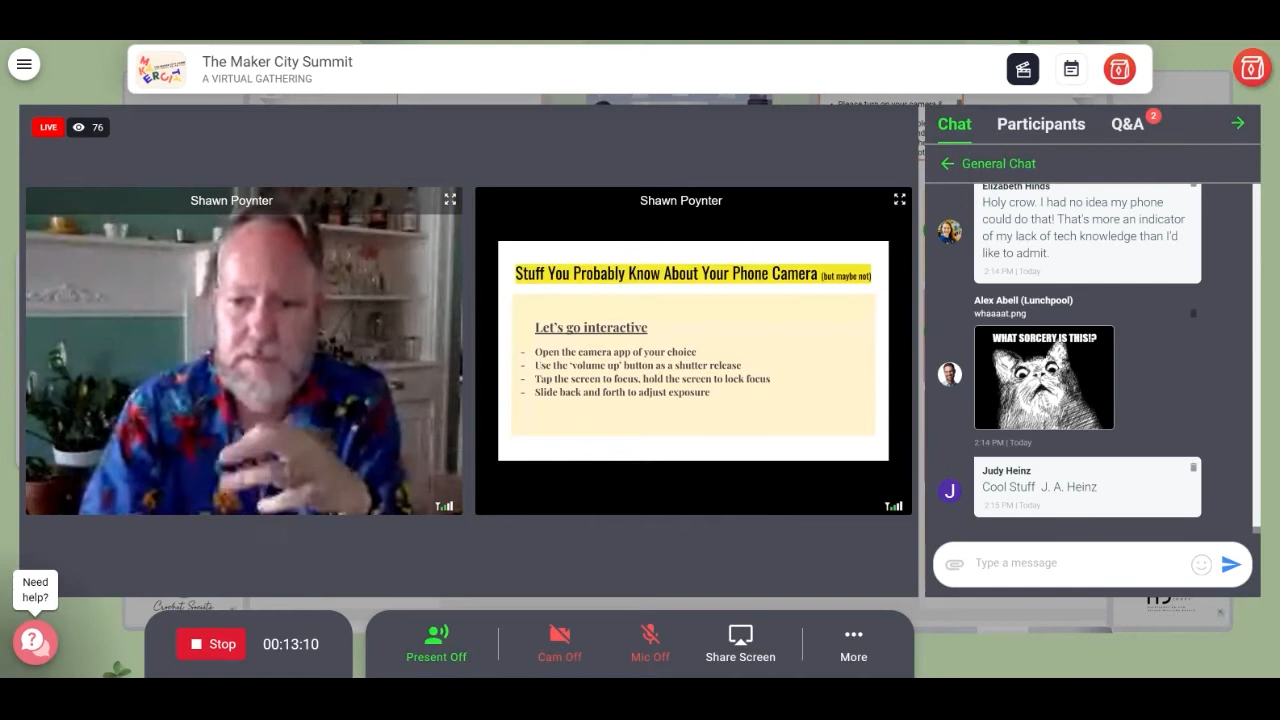 The Maker City Summit
A VIRTUAL GATHERING
MAKERCITY
LIVE
76
Shawn Poynter
Shawn Poynter
Stuff You Probably Know About Your Phone Camera (but maybe not)
Let's go interactive
- Open the camera app of your choice
- Use the 'volume up' button as a shutter release
- Tap the screen to focus, hold the screen to lock focus
- Slide back and forth to adjust exposure
Chat
Participants
Q&A
2
General Chat
Elizabeth Hinds
Holy crow. I had no idea my phone
could do that! That's more an indicator
of my lack of tech knowledge than I'd
like to admit.
2:14 PM | Today
Alex Abell (Lunchpool)
whaaaat.png
WHAT SORCERY IS THIS!?
2:14 PM | Today
Judy Heinz
J
Cool Stuff J. A. Heinz
2:15 PM | Today
Type a message
Need
help?
Crochet Society
Stop
00:13:10
Present Off
Cam Off
Mic Off
Share Screen
More